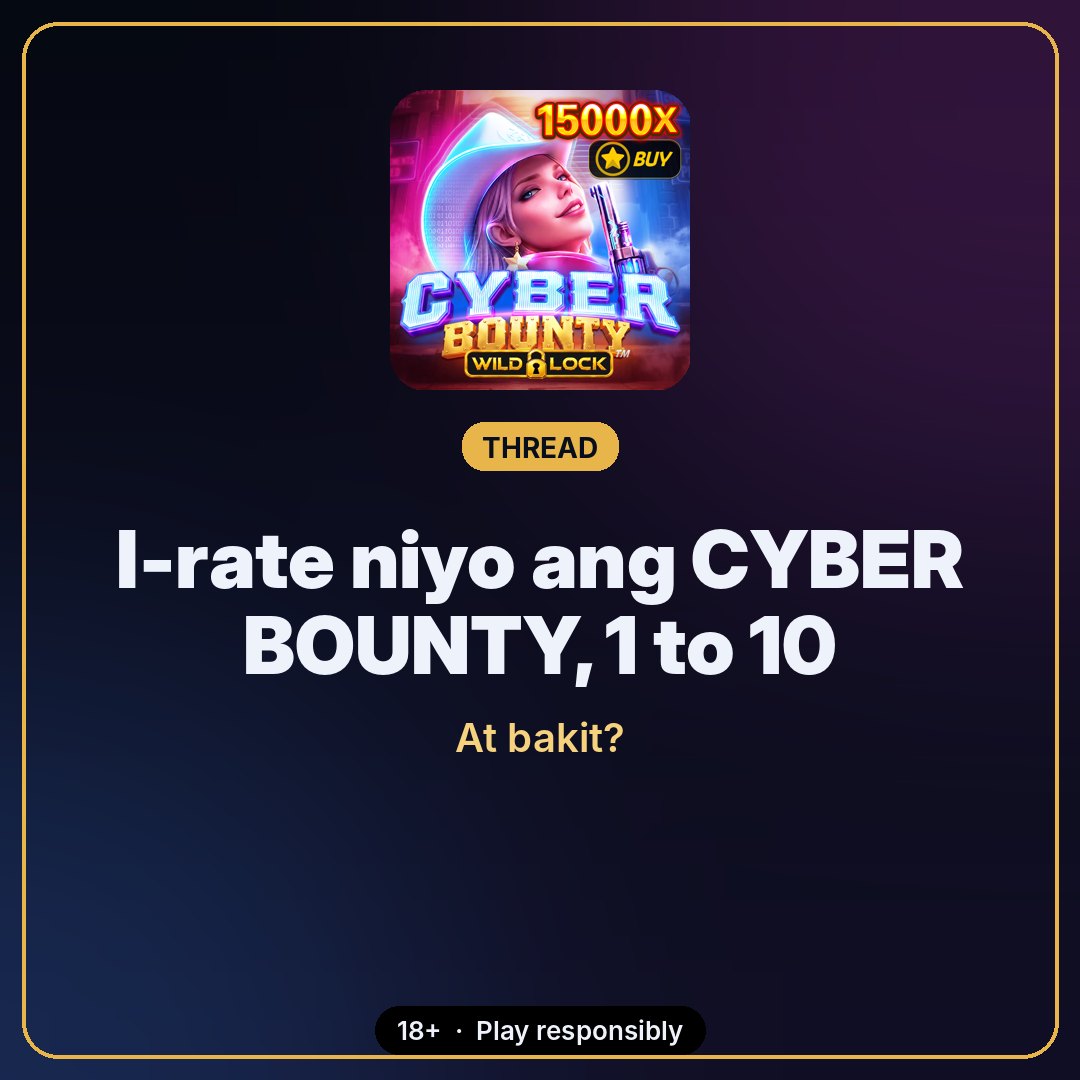 15000X
BUY
CYBER
BOUNTY™
WILD LOCK
THREAD
I-rate niyo ang CYBER
BOUNTY, 1 to 10
At bakit?
18+ · Play responsibly